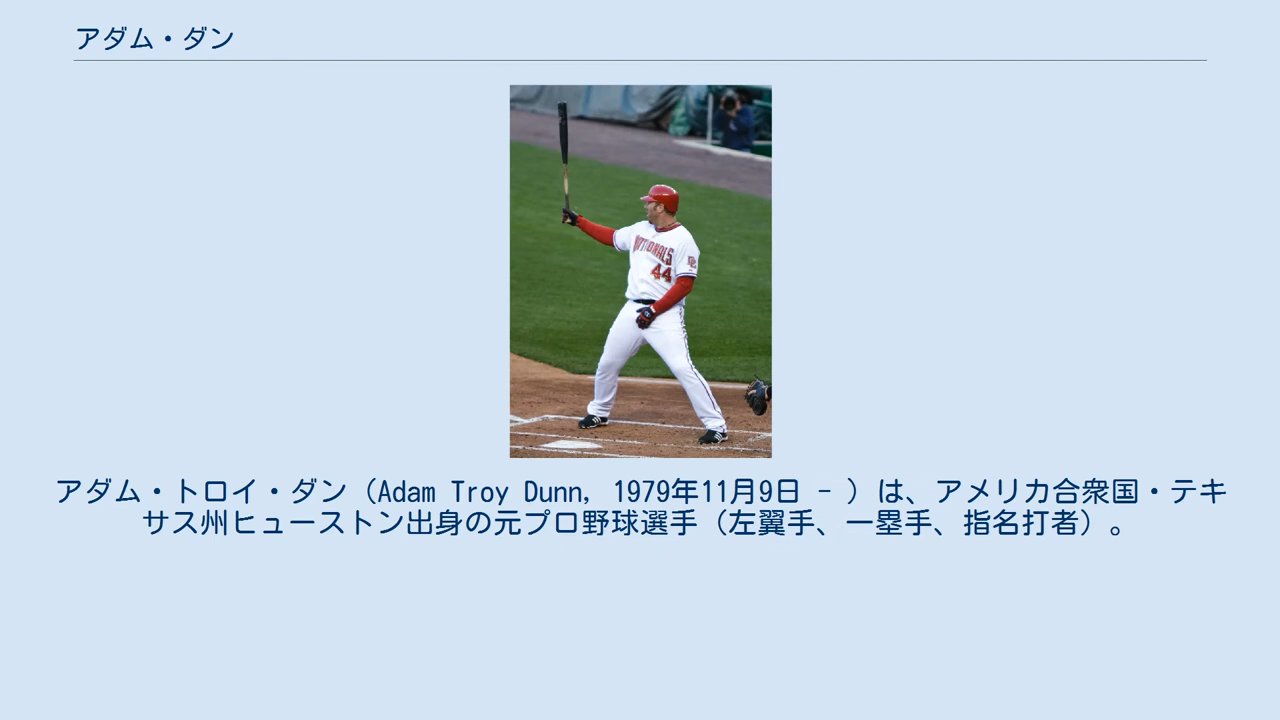 アダム・ダン
NATIONALS
44
アダム・トロイ・ダン（Adam Troy Dunn, 1979年11月9日 - ）は、アメリカ合衆国・テキ
サス州ヒューストン出身の元プロ野球選手（左翼手、一塁手、指名打者）。